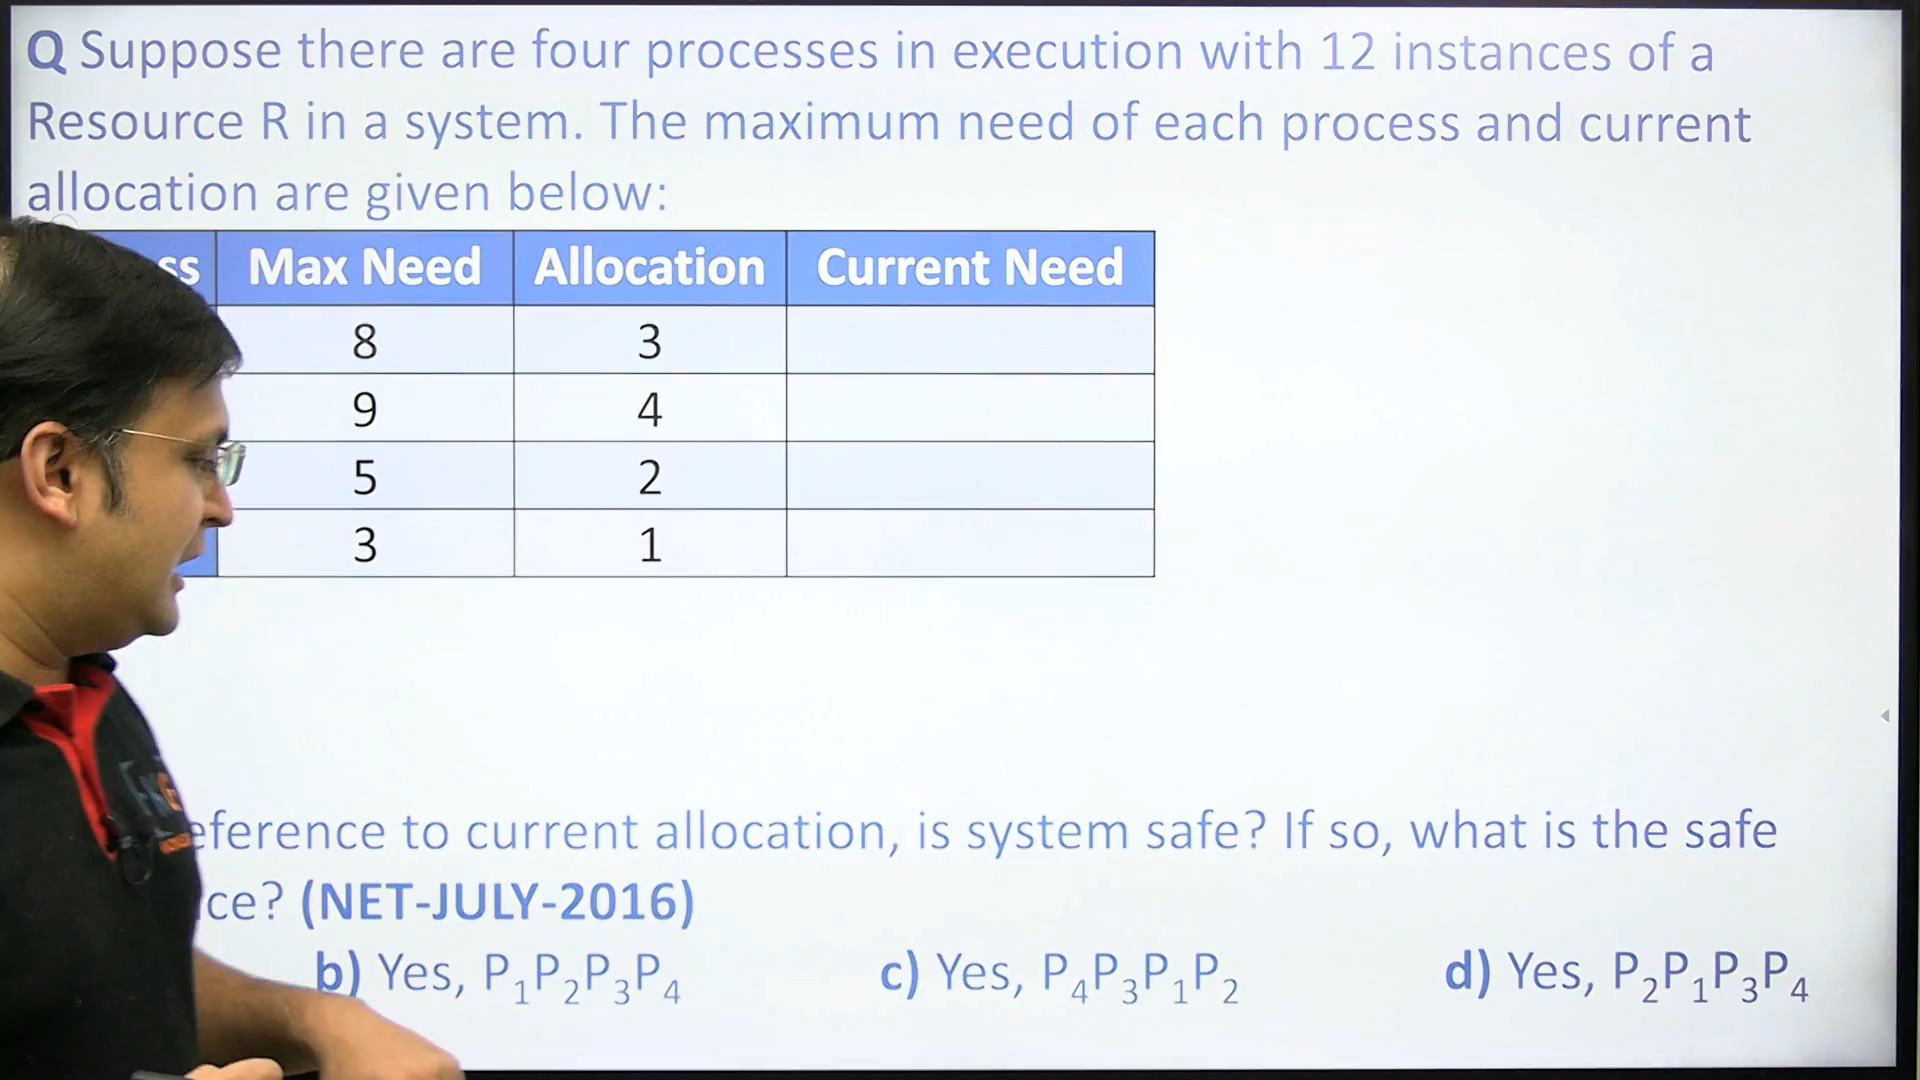 Q Suppose there are four processes in execution with 12 instances of a
Resource R in a system. The maximum need of each process and current
allocation are given below:
ss Max Need Allocation Current Need
8 3
9 4
5 2
3 1
eference to current allocation, is system safe? If so, what is the safe
ce? (NET-JULY-2016)
b) Yes, P₁P₂P₃P₄ c) Yes, P₄P₃P₁P₂ d) Yes, P₂P₁P₃P₄